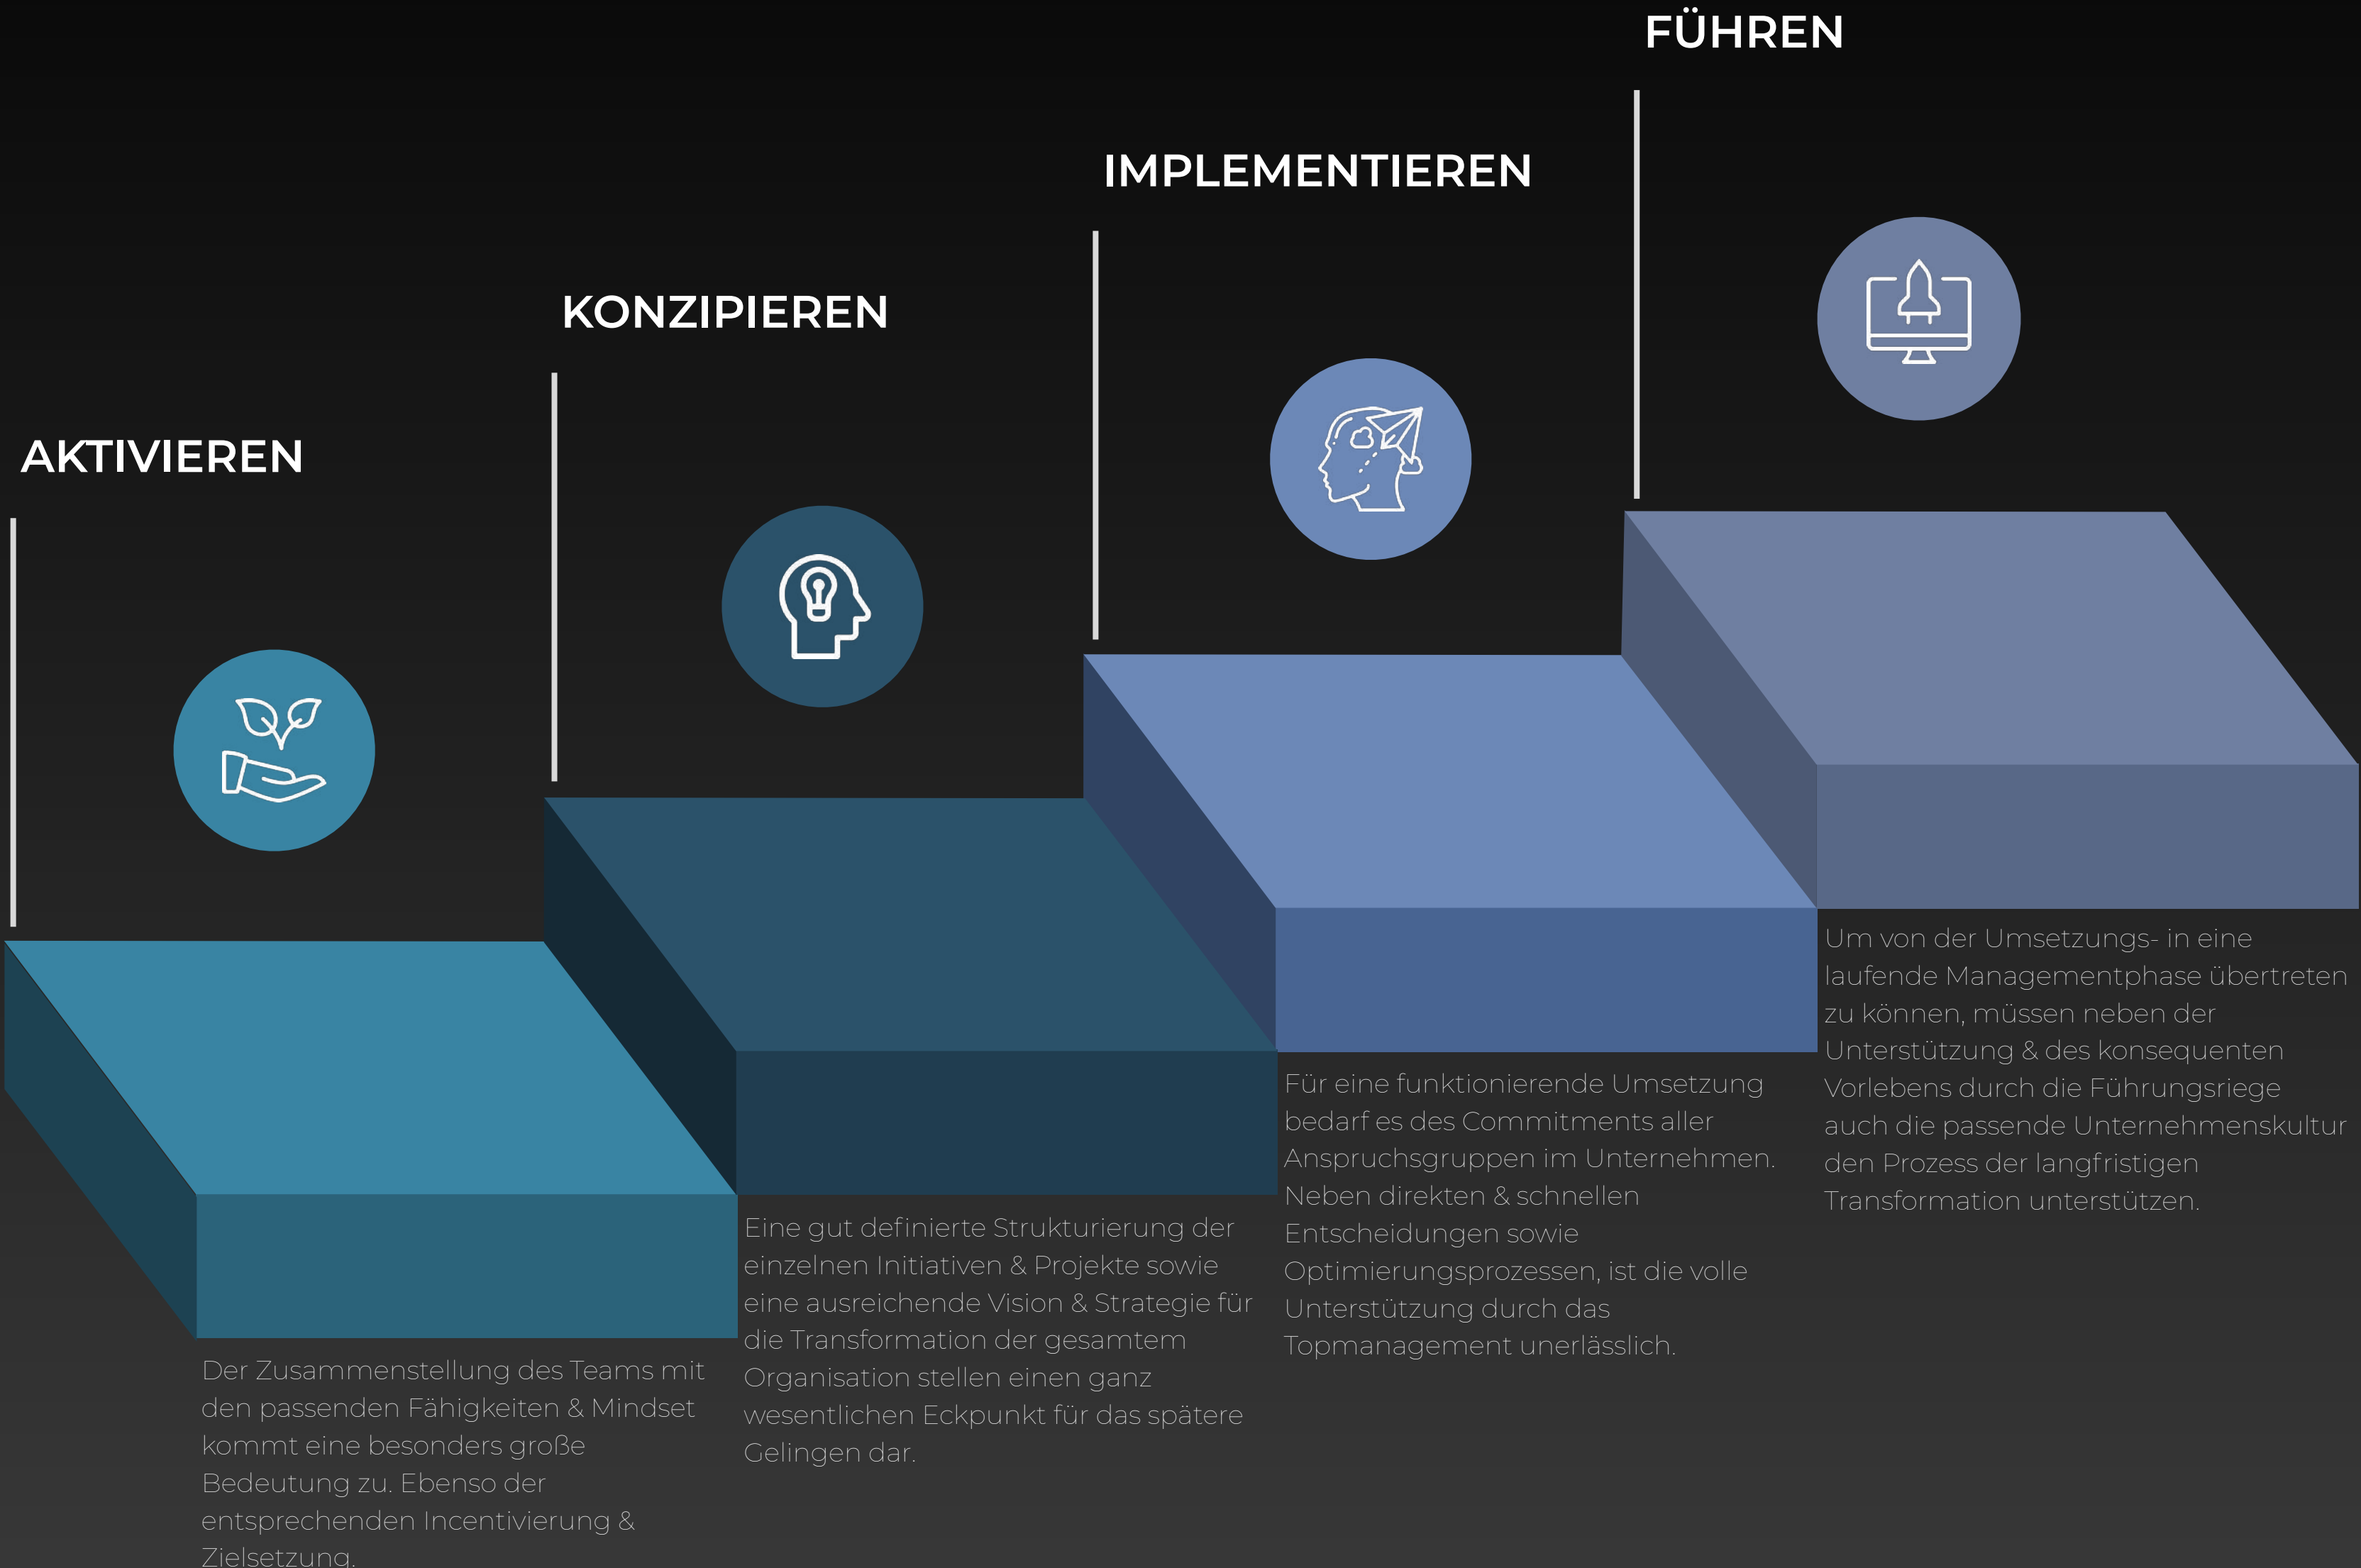 AKTIVIEREN
Der Zusammenstellung des Teams mit
den passenden Fähigkeiten & Mindset
kommt eine besonders große
Bedeutung zu. Ebenso der
entsprechenden Incentivierung &
Zielsetzung.
KONZIPIEREN
Eine gut definierte Strukturierung der
einzelnen Initiativen & Projekte sowie
eine ausreichende Vision & Strategie für
die Transformation der gesamtem
Organisation stellen einen ganz
wesentlichen Eckpunkt für das spätere
Gelingen dar.
IMPLEMENTIEREN
Für eine funktionierende Umsetzung
bedarf es des Commitments aller
Anspruchsgruppen im Unternehmen.
Neben direkten & schnellen
Entscheidungen sowie
Optimierungsprozessen, ist die volle
Unterstützung durch das
Topmanagement unerlässlich.
FÜHREN
Um von der Umsetzungs- in eine
laufende Managementphase übertreten
zu können, müssen neben der
Unterstützung & des konsequenten
Vorlebens durch die Führungsriege
auch die passende Unternehmenskultur
den Prozess der langfristigen
Transformation unterstützen.